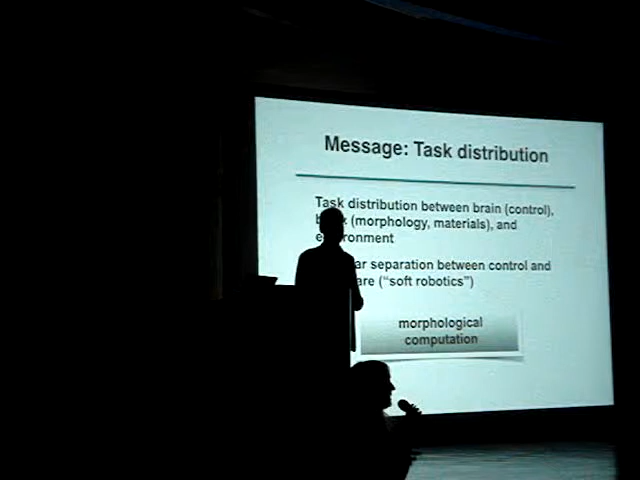 Message: Task distribution
Task distribution between brain (control),
(morphology, materials), and
environment
separation between control and
("soft robotics")
morphological
computation